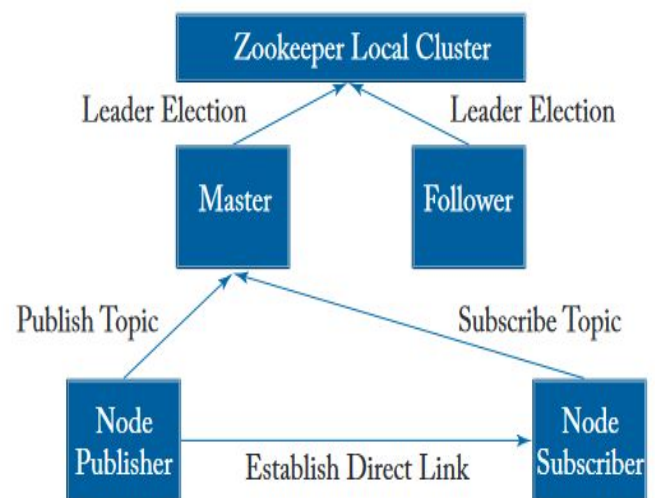 Zookeeper Local Cluster
Leader Election
Leader Election
Master
Follower
Publish Topic
Subscribe Topic
Node
Publisher
Establish Direct Link
Node
Subscriber